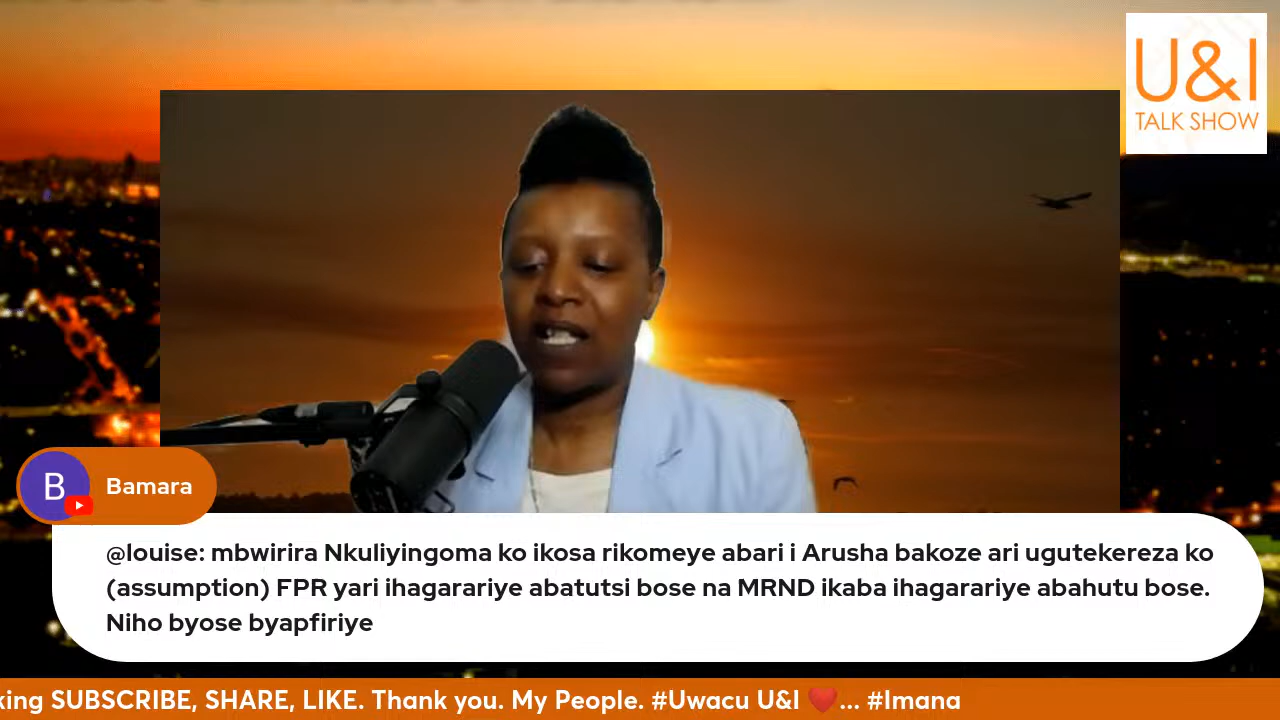 U&I
TALK SHOW
B
Bamara
@louise: mbwirira Nkuliyingoma ko ikosa rikomeye abari i Arusha bakoze ari ugutekereza ko
(assumption) FPR yari ihagarariye abatutsi bose na MRND ikaba ihagarariye abahutu bose.
Niho byose byapfiriye
king SUBSCRIBE, SHARE, LIKE. Thank you. My People. #Uwacu U&I ❤️... #Imana